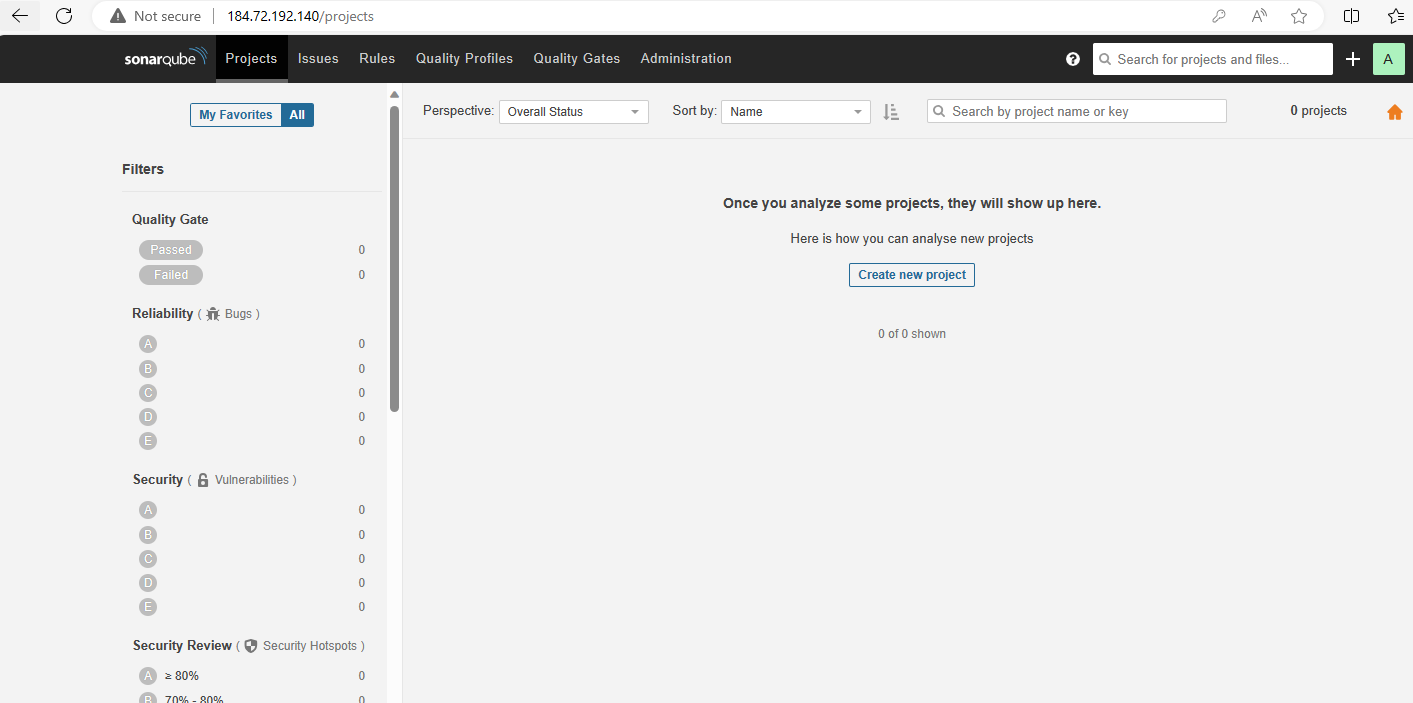 Not secure 184.72.192.140/projects
sonarqube Projects Issues Rules Quality Profiles Quality Gates Administration ? Search for projects and files... A
My Favorites All
Perspective: Overall Status Sort by: Name Search by project name or key 0 projects
Filters
Once you analyze some projects, they will show up here.
Here is how you can analyse new projects
Create new project
0 of 0 shown
Quality Gate
Passed 0
Failed 0
Reliability ( Bugs )
A 0
B 0
C 0
D 0
E 0
Security ( Vulnerabilities )
A 0
B 0
C 0
D 0
E 0
Security Review ( Security Hotspots )
A ≥ 80% 0
B 70% - 80% 0